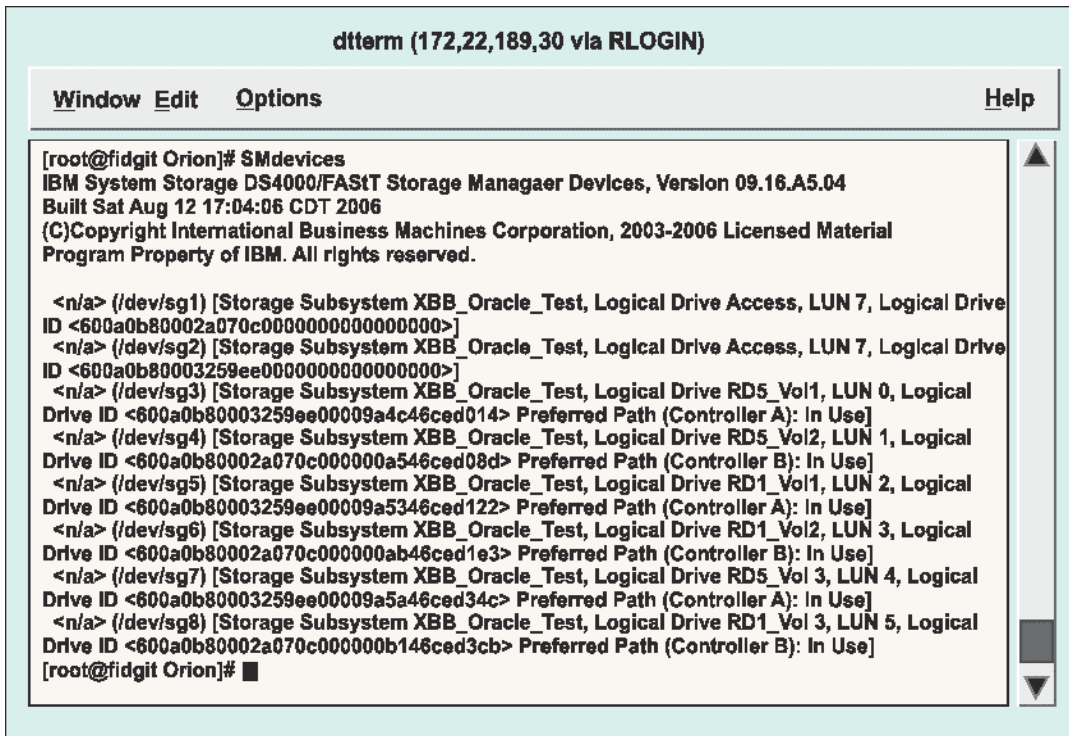 dtterm (172,22,189,30 via RLOGIN)
Window Edit Options Help
[root@fidgit Orion]# SMdevices
IBM System Storage DS4000/FAStT Storage Managaer Devices, Version 09.16.A5.04
Built Sat Aug 12 17:04:06 CDT 2006
(C)Copyright International Business Machines Corporation, 2003-2006 Licensed Material
Program Property of IBM. All rights reserved.
<n/a> (/dev/sg1) [Storage Subsystem XBB_Oracle_Test, Logical Drive Access, LUN 7, Logical Drive
ID <600a0b80002a070c0000000000000000>]
<n/a> (/dev/sg2) [Storage Subsystem XBB_Oracle_Test, Logical Drive Access, LUN 7, Logical Drive
ID <600a0b80003259ee0000000000000000>]
<n/a> (/dev/sg3) [Storage Subsystem XBB_Oracle_Test, Logical Drive RD5_Vol1, LUN 0, Logical
Drive ID <600a0b80003259ee00009a4c46ced014> Preferred Path (Controller A): In Use]
<n/a> (/dev/sg4) [Storage Subsystem XBB_Oracle_Test, Logical Drive RD5_Vol2, LUN 1, Logical
Drive ID <600a0b80002a070c000000a546ced08d> Preferred Path (Controller B): In Use]
<n/a> (/dev/sg5) [Storage Subsystem XBB_Oracle_Test, Logical Drive RD1_Vol1, LUN 2, Logical
Drive ID <600a0b80003259ee00009a5346ced122> Preferred Path (Controller A): In Use]
<n/a> (/dev/sg6) [Storage Subsystem XBB_Oracle_Test, Logical Drive RD1_Vol2, LUN 3, Logical
Drive ID <600a0b80002a070c000000ab46ced1e3> Preferred Path (Controller B): In Use]
<n/a> (/dev/sg7) [Storage Subsystem XBB_Oracle_Test, Logical Drive RD5_Vol 3, LUN 4, Logical
Drive ID <600a0b80003259ee00009a5a46ced34c> Preferred Path (Controller A): In Use]
<n/a> (/dev/sg8) [Storage Subsystem XBB_Oracle_Test, Logical Drive RD1_Vol 3, LUN 5, Logical
Drive ID <600a0b80002a070c000000b146ced3cb> Preferred Path (Controller B): In Use]
[root@fidgit Orion]#